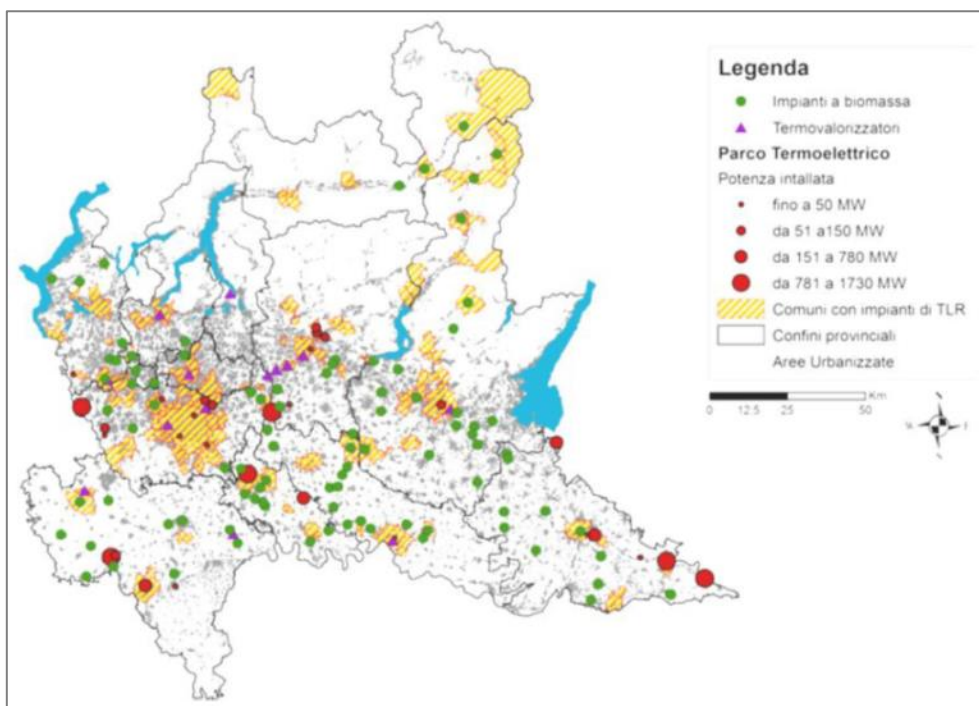 Legenda
Impianti a biomassa
Termovalorizzatori
Parco Termoelettrico
Potenza intallata
fino a 50 MW
da 51 a150 MW
da 151 a 780 MW
da 781 a 1730 MW
Comuni con impianti di TLR
Confini provinciali
Aree Urbanizzate
Km
0 12.5 25 50